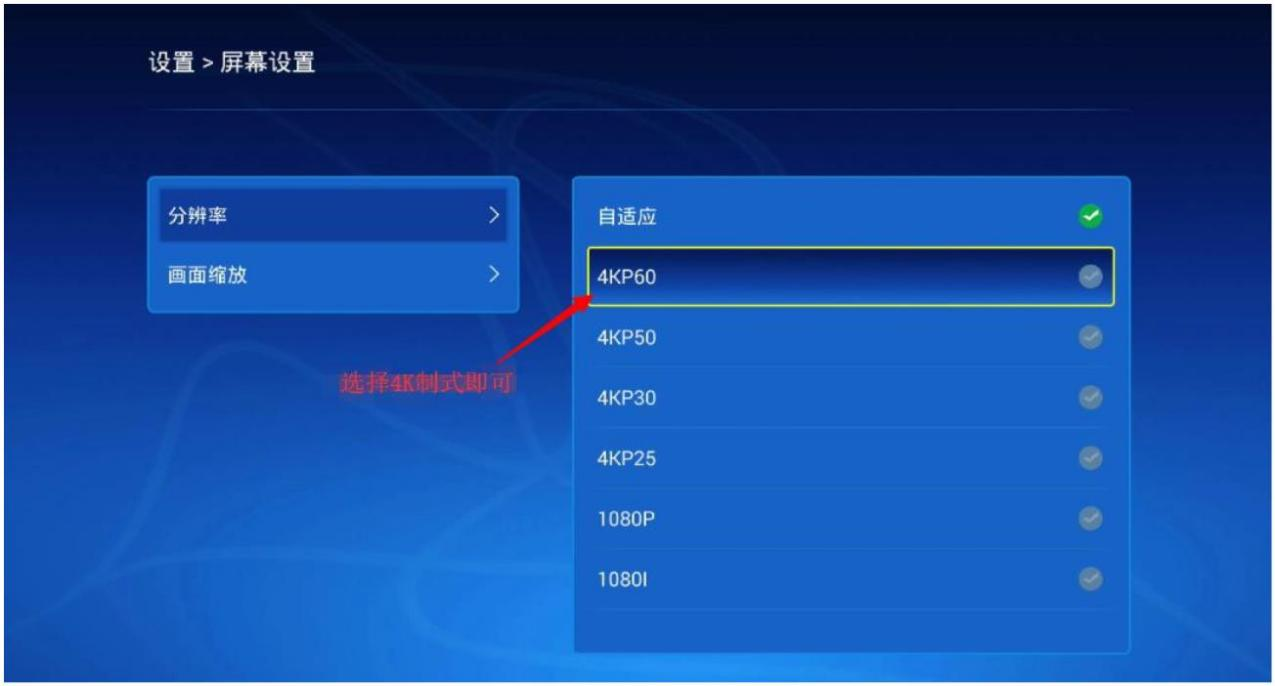 设置 > 屏幕设置
分辨率
画面缩放
自适应
4KP60
4KP50
4KP30
4KP25
1080P
1080I
选择4K制式即可